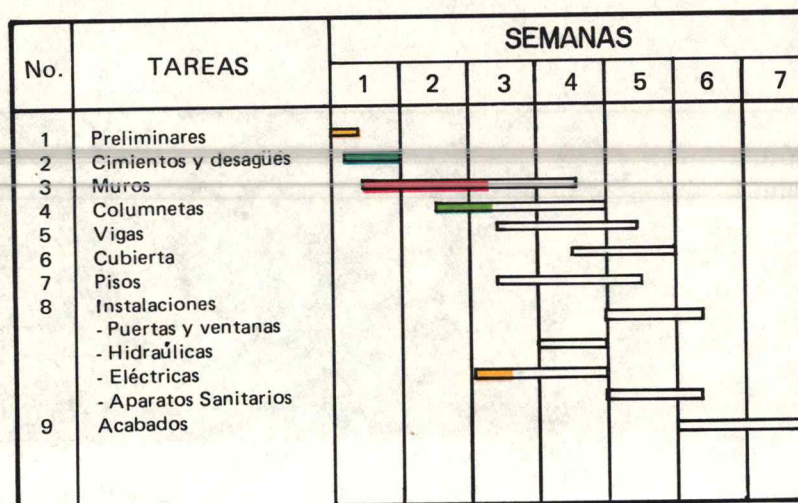 No. TAREAS SEMANAS
1 2 3 4 5 6 7
1 Preliminares
2 Cimientos y desagües
3 Muros
4 Columnetas
5 Vigas
6 Cubierta
7 Pisos
8 Instalaciones
- Puertas y ventanas
- Hidraúlicas
- Eléctricas
- Aparatos Sanitarios
9 Acabados